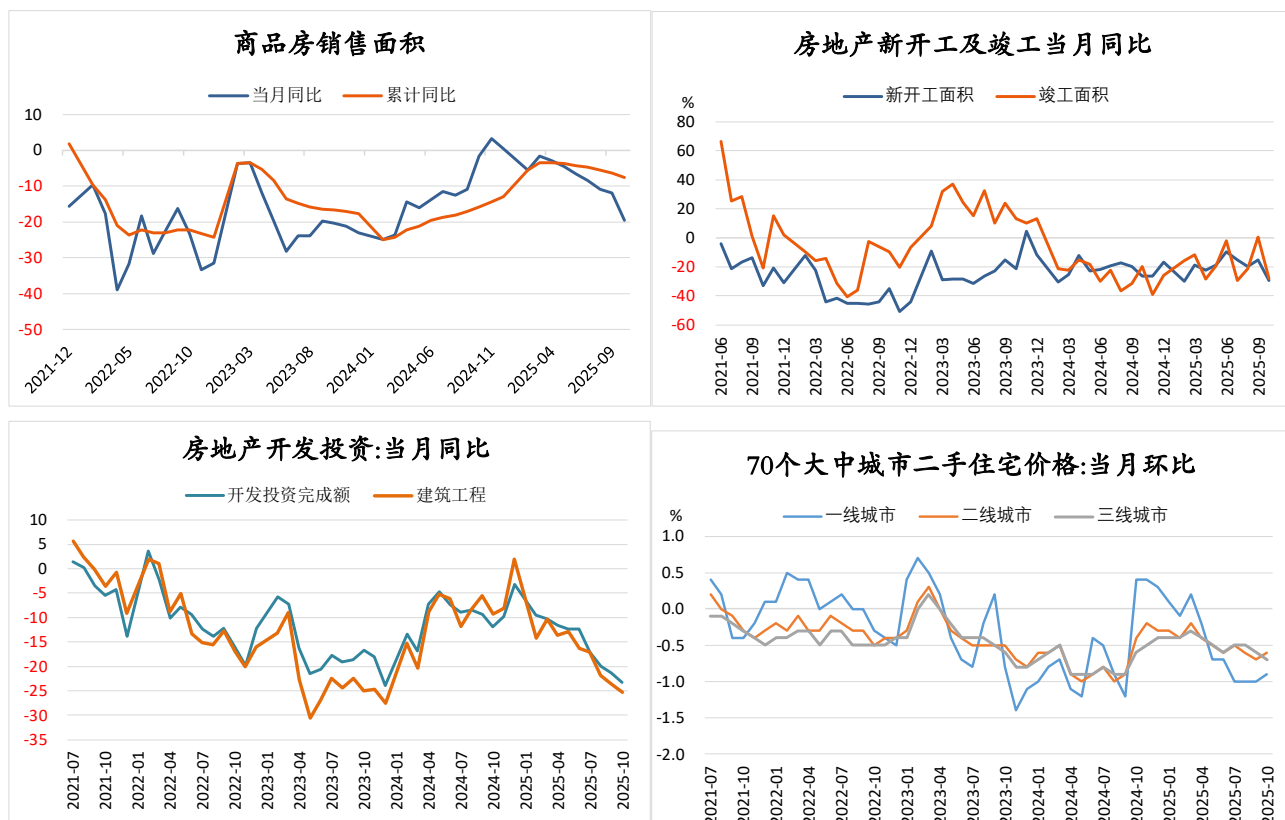 商品房销售面积
当月同比 累计同比
10
0
-10
-20
-30
-40
-50
2021-12 2022-05 2022-10 2023-03 2023-08 2024-01 2024-06 2024-11 2025-04 2025-09
房地产新开工及竣工当月同比
新开工面积 竣工面积
%
80
60
40
20
0
-20
-40
-60
2021-06 2021-09 2021-12 2022-03 2022-06 2022-09 2022-12 2023-03 2023-06 2023-09 2023-12 2024-03 2024-06 2024-09 2024-12 2025-03 2025-06 2025-09
房地产开发投资:当月同比
开发投资完成额 建筑工程
10
5
0
-5
-10
-15
-20
-25
-30
-35
2021-07 2021-10 2022-01 2022-04 2022-07 2022-10 2023-01 2023-04 2023-07 2023-10 2024-01 2024-04 2024-07 2024-10 2025-01 2025-04 2025-07 2025-10
70个大中城市二手住宅价格:当月环比
一线城市 二线城市 三线城市
%
1.0
0.5
0.0
-0.5
-1.0
-1.5
-2.0
2021-07 2021-10 2022-01 2022-04 2022-07 2022-10 2023-01 2023-04 2023-07 2023-10 2024-01 2024-04 2024-07 2024-10 2025-01 2025-04 2025-07 2025-10